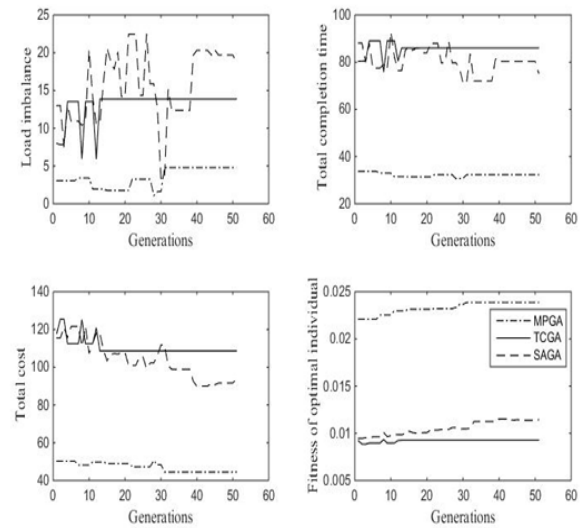 Load imbalance
25
20
15
10
5
0
0 10 20 30 40 50 60
Generations
Total completion time
100
80
60
40
20
0 10 20 30 40 50 60
Generations
Total cost
140
120
100
80
60
40
0 10 20 30 40 50 60
Generations
Fitness of optimal individual
0.025
0.02
0.015
0.01
0.005
0 10 20 30 40 50 60
Generations
MPGA
TCGA
SAGA